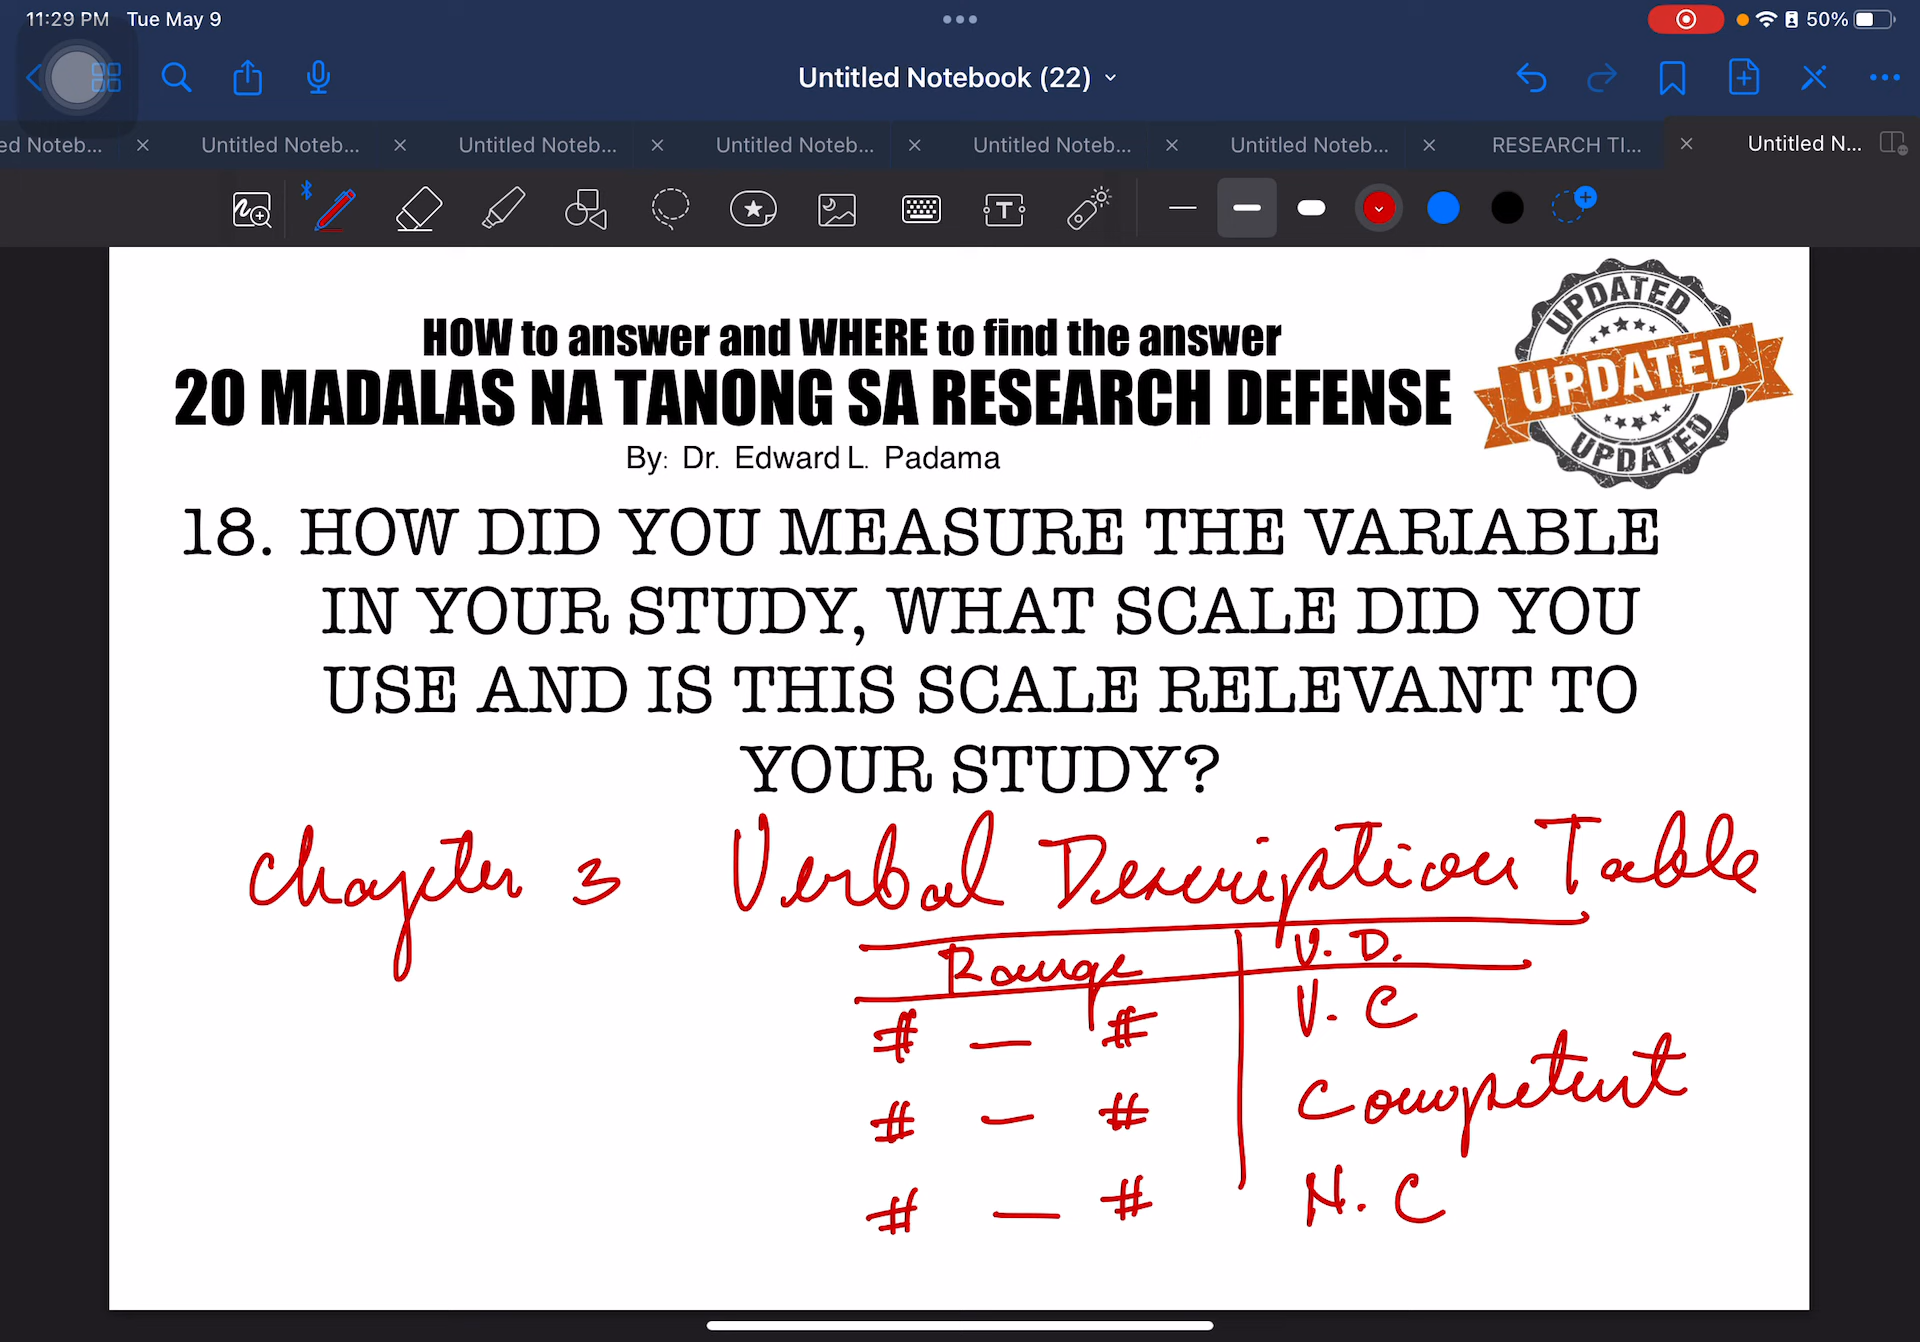 11:29 PM Tue May 9
50%
Untitled Notebook (22)
ed Noteb... Untitled Noteb... Untitled Noteb... Untitled Noteb... Untitled Noteb... Untitled Noteb... RESEARCH TI... Untitled N...
UPDATED
UPDATED
UPDATED
HOW to answer and WHERE to find the answer
20 MADALAS NA TANONG SA RESEARCH DEFENSE
By: Dr. Edward L. Padama
18. HOW DID YOU MEASURE THE VARIABLE
IN YOUR STUDY, WHAT SCALE DID YOU
USE AND IS THIS SCALE RELEVANT TO
YOUR STUDY?
Chapter 3 Verbal Description Table
Range V. D.
# — # V. C
# — # Competent
# — # N. C